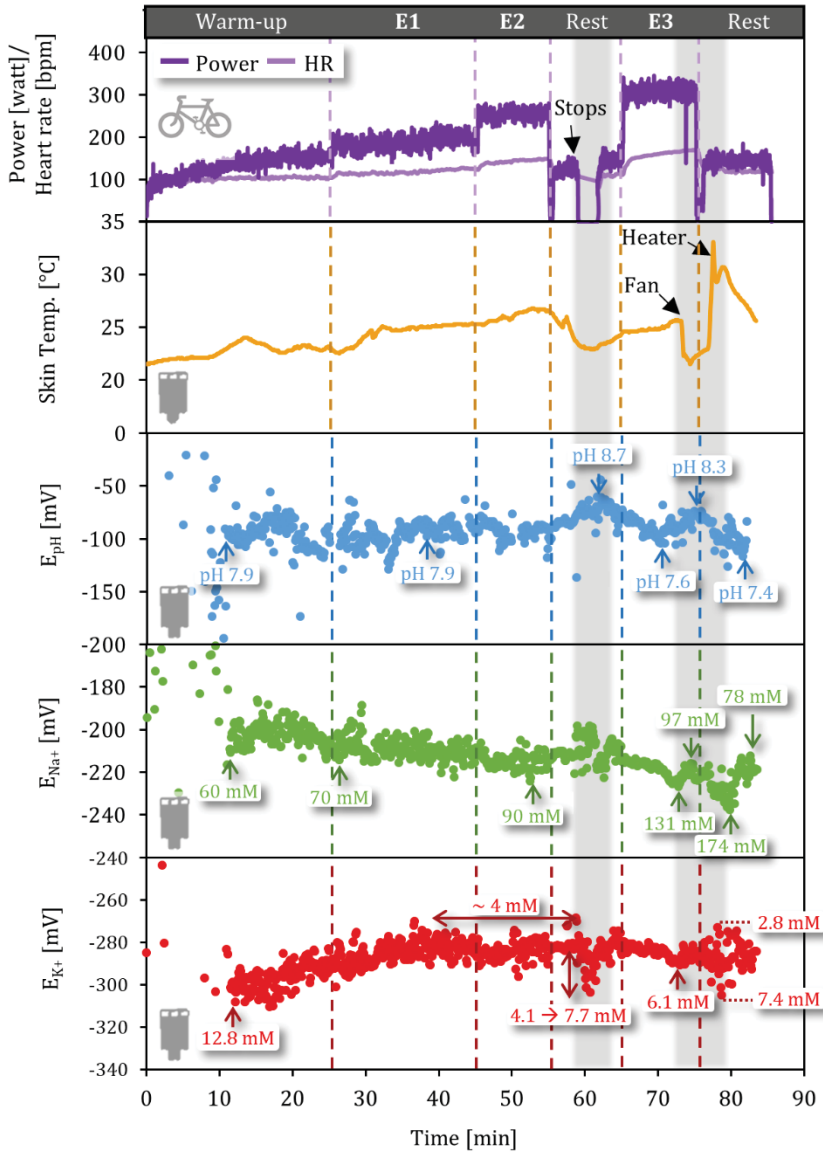 Warm-up E1 E2 Rest E3 Rest
Power [watt]/
Heart rate [bpm]
400
300
200
100
Power HR
Stops
Skin Temp. [°C]
35
30
25
20
0
Heater
Fan
E_pH [mV]
-50
-100
-150
-200
pH 8.7
pH 8.3
pH 7.9
pH 7.9
pH 7.6
pH 7.4
E_Na+ [mV]
-180
-200
-220
-240
78 mM
97 mM
60 mM
70 mM
90 mM
131 mM
174 mM
E_K+ [mV]
-240
-260
-280
-300
-320
-340
~ 4 mM
2.8 mM
12.8 mM
4.1 → 7.7 mM
6.1 mM
7.4 mM
0 10 20 30 40 50 60 70 80 90
Time [min]